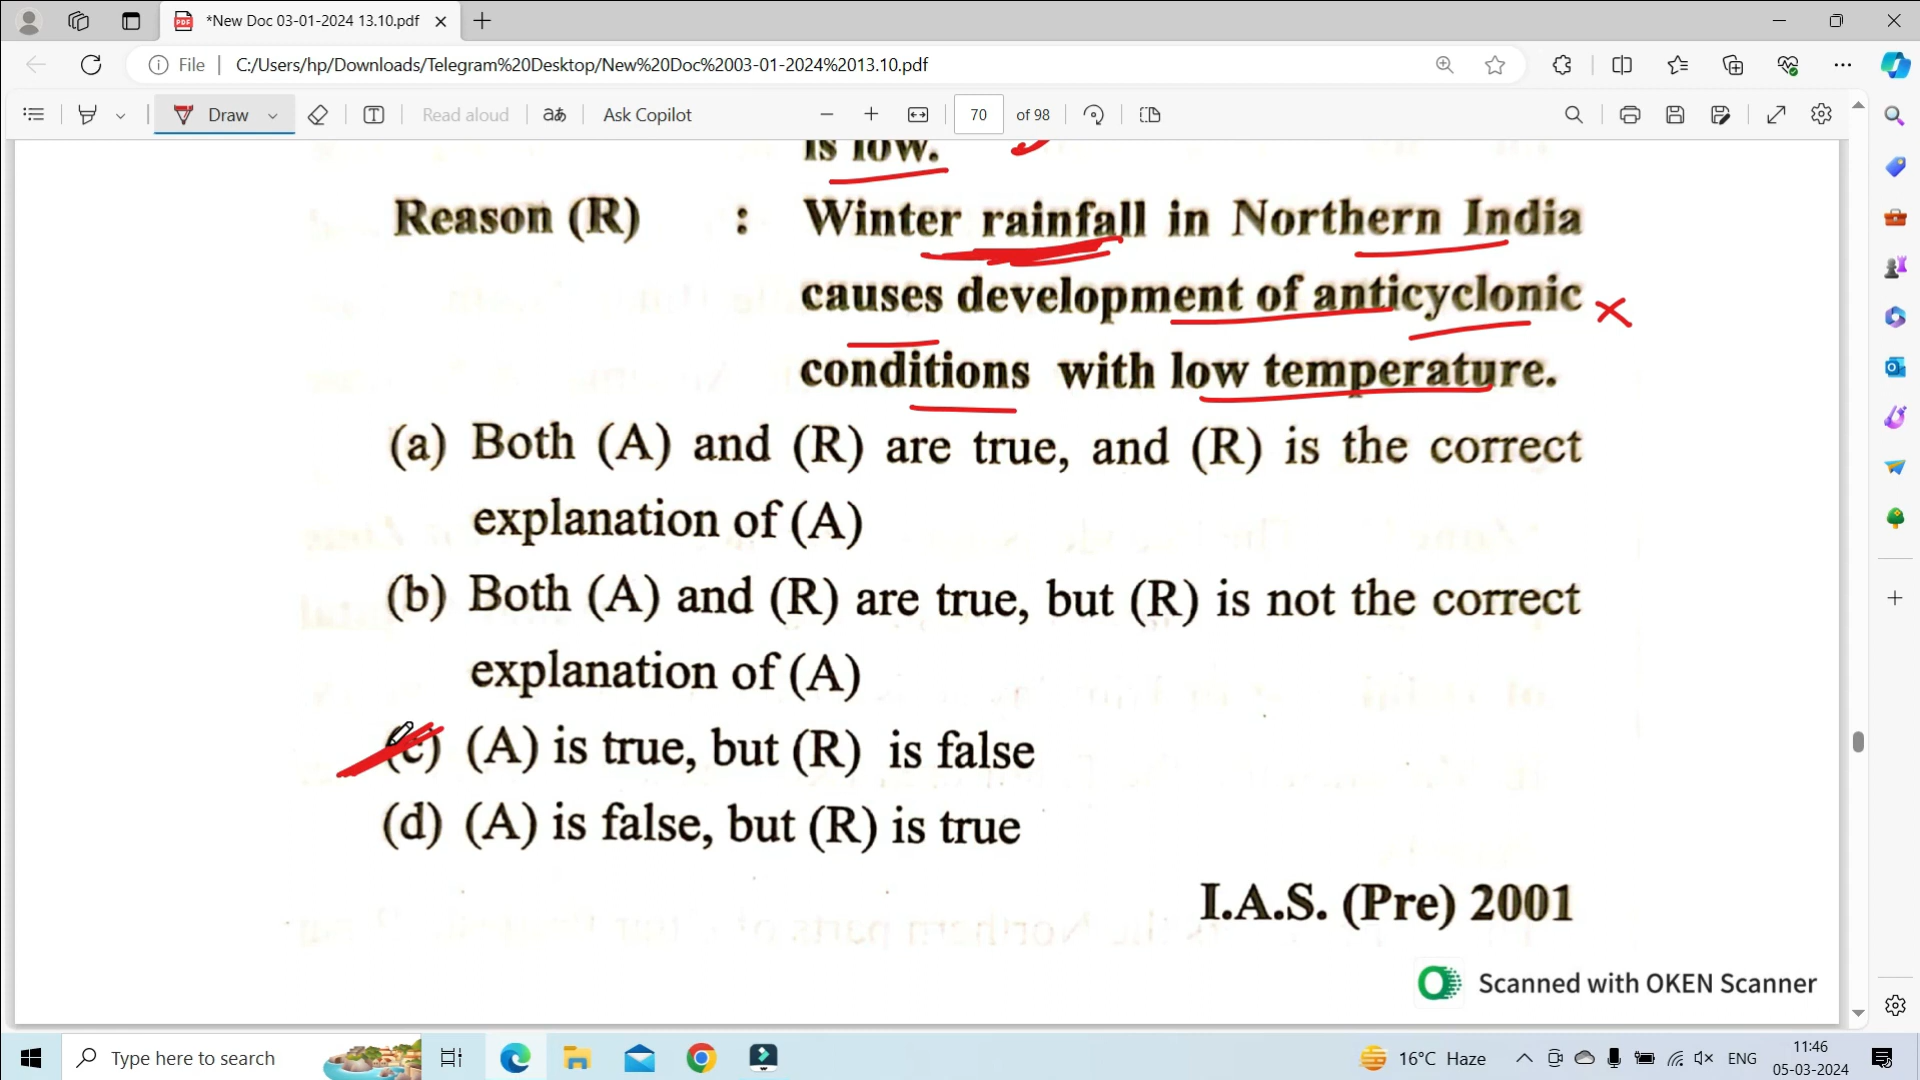 *New Doc 03-01-2024 13.10.pdf
File
C:/Users/hp/Downloads/Telegram%20Desktop/New%20Doc%2003-01-2024%2013.10.pdf
Draw
Read aloud
aあ
Ask Copilot
70 of 98
is low.
Reason (R) : Winter rainfall in Northern India
causes development of anticyclonic
conditions with low temperature.
(a) Both (A) and (R) are true, and (R) is the correct
explanation of (A)
(b) Both (A) and (R) are true, but (R) is not the correct
explanation of (A)
(c) (A) is true, but (R) is false
(d) (A) is false, but (R) is true
I.A.S. (Pre) 2001
Scanned with OKEN Scanner
Type here to search
16°C Haze
ENG
11:46
05-03-2024